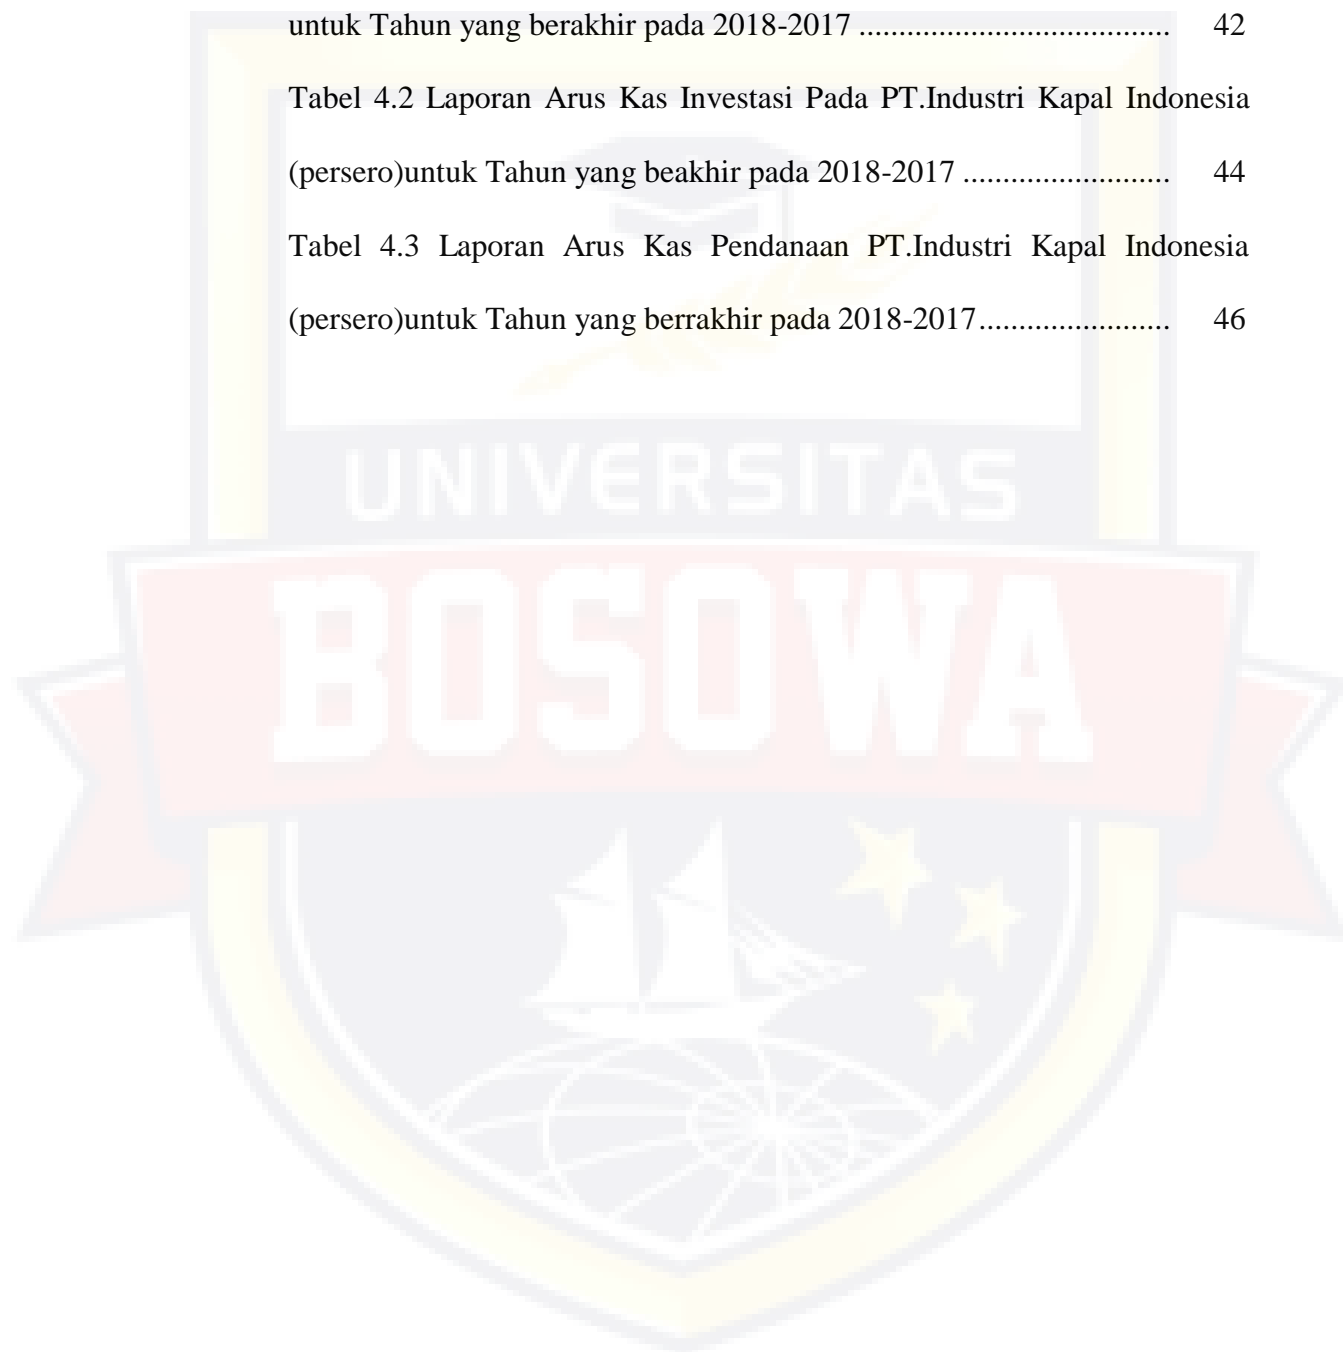 untuk Tahun yang berakhir pada 2018-2017 ....................................... 42
Tabel 4.2 Laporan Arus Kas Investasi Pada PT.Industri Kapal Indonesia
(persero)untuk Tahun yang beakhir pada 2018-2017 .......................... 44
Tabel 4.3 Laporan Arus Kas Pendanaan PT.Industri Kapal Indonesia
(persero)untuk Tahun yang berrakhir pada 2018-2017........................ 46
UNIVERSITAS
BOSOWA